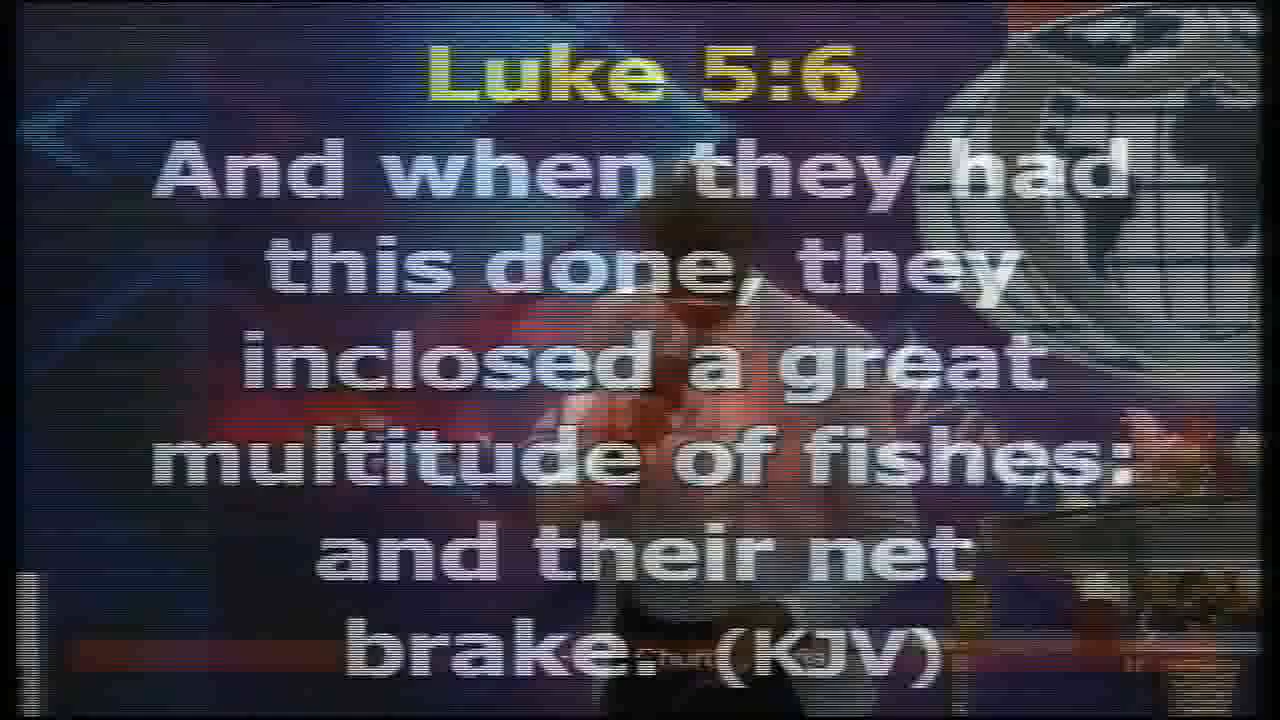 Luke 5:6
And when they had
this done, they
inclosed a great
multitude of fishes:
and their net
brake. (KJV)